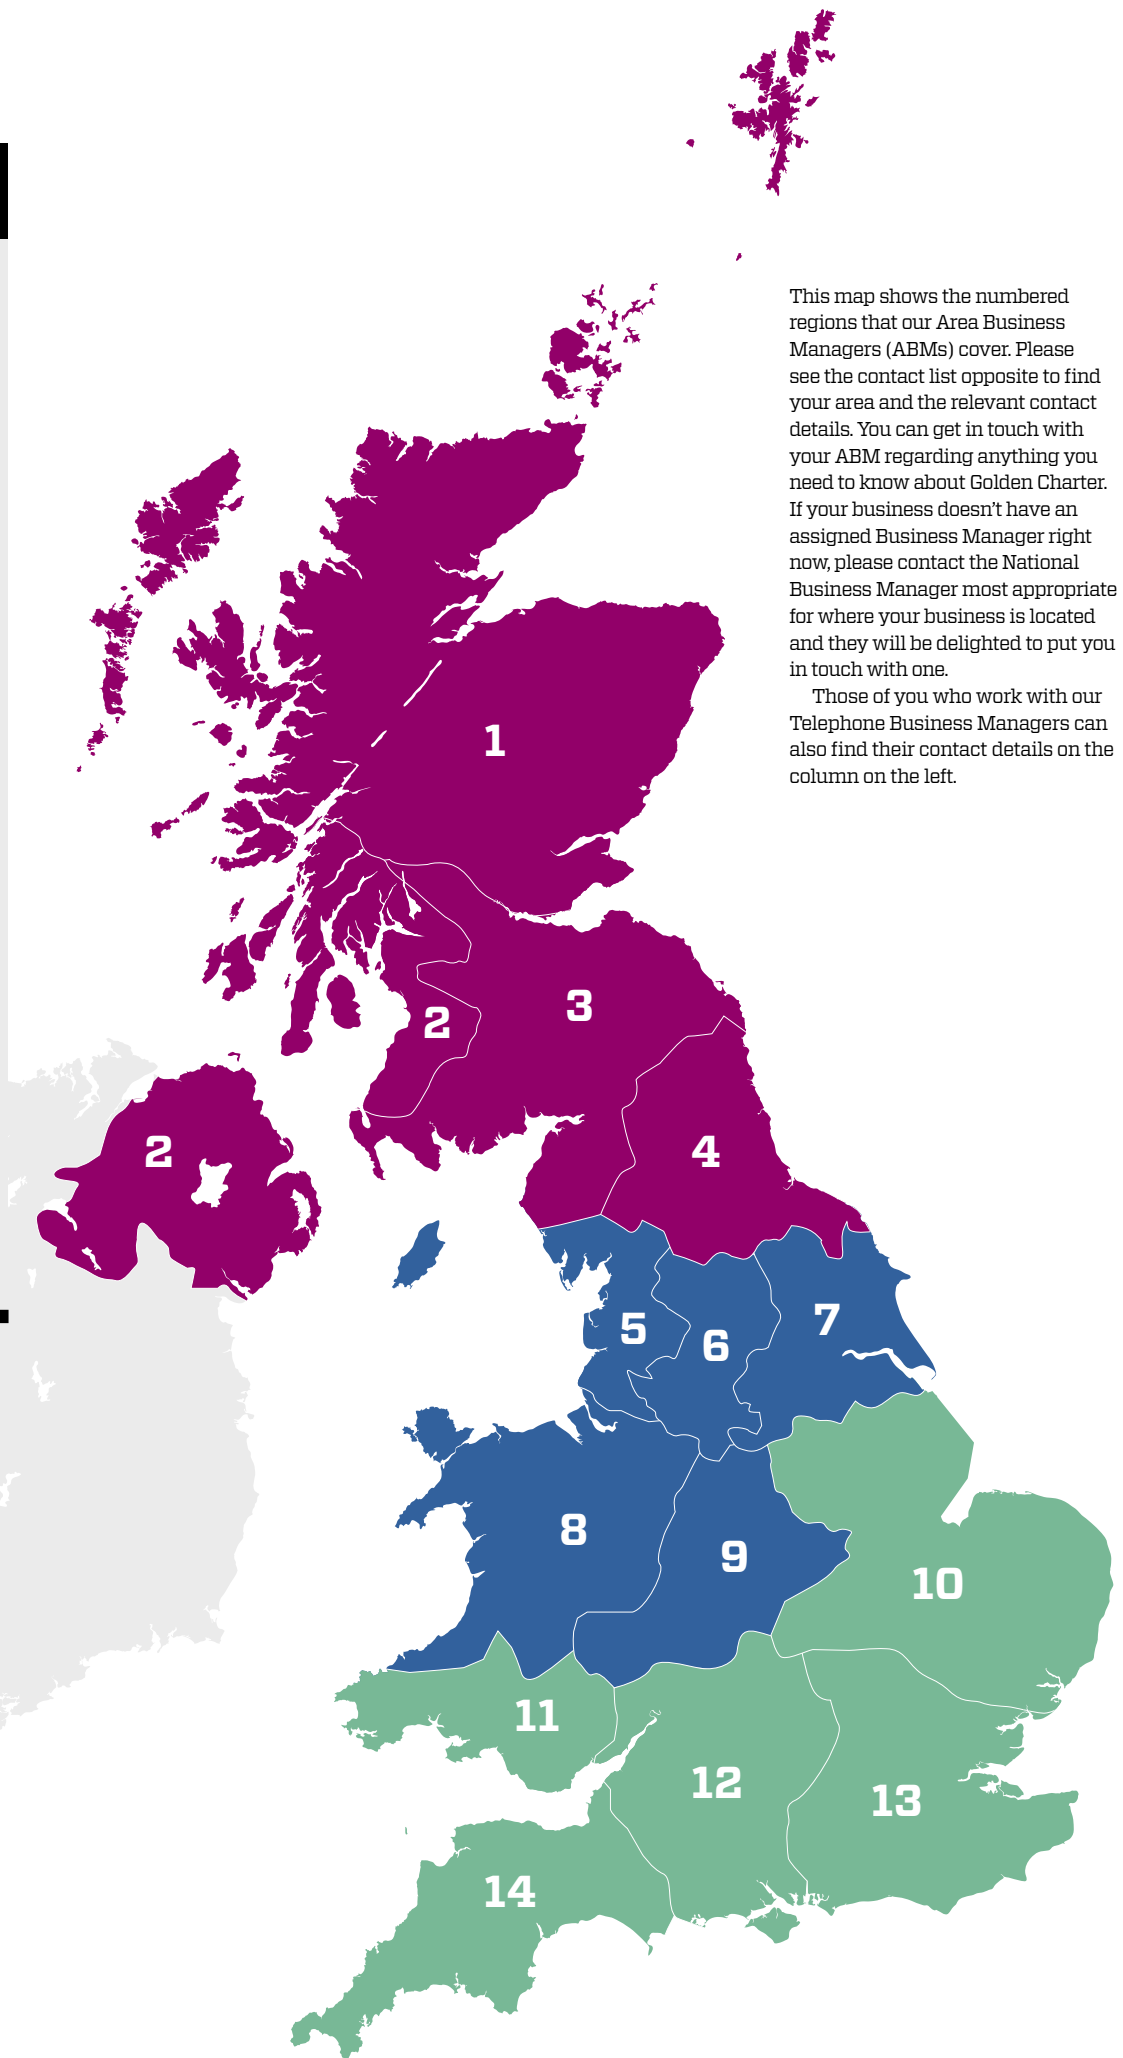 This map shows the numbered
regions that our Area Business
Managers (ABMs) cover. Please
see the contact list opposite to find
your area and the relevant contact
details. You can get in touch with
your ABM regarding anything you
need to know about Golden Charter.
If your business doesn't have an
assigned Business Manager right
now, please contact the National
Business Manager most appropriate
for where your business is located
and they will be delighted to put you
in touch with one.
Those of you who work with our
Telephone Business Managers can
also find their contact details on the
column on the left.
1
2
3
2
4
5
6
7
8
9
10
11
12
13
14